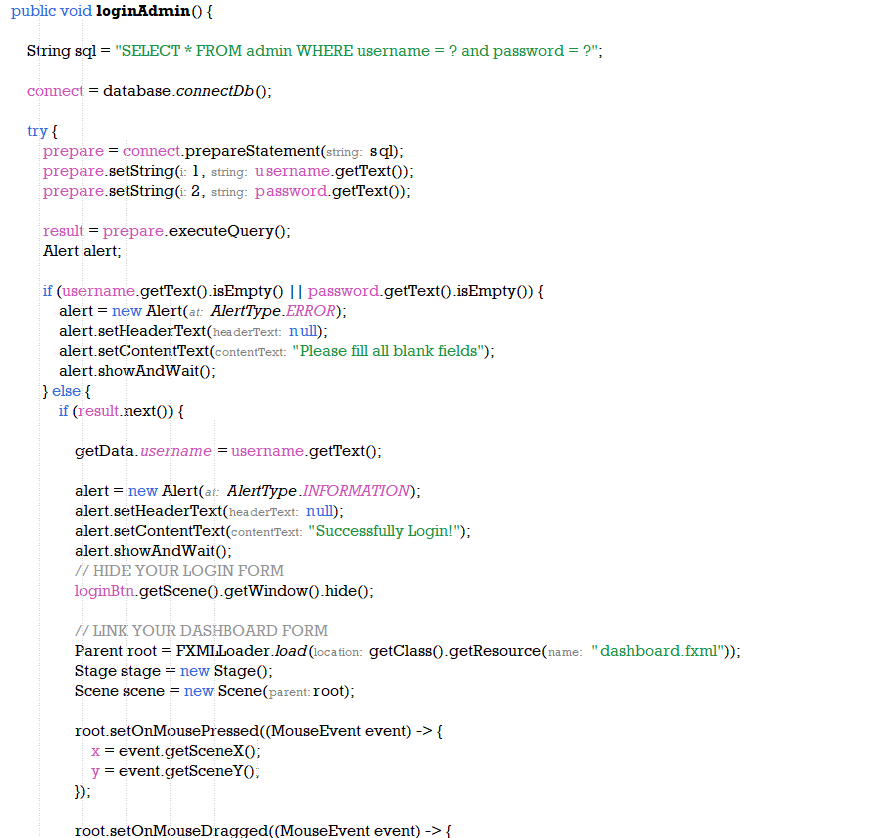 public void loginAdmin() {
String sql = "SELECT * FROM admin WHERE username = ? and password = ?";
connect = database.connectDb();
try {
prepare = connect.prepareStatement(string: sql);
prepare.setString(i: 1, string: username.getText());
prepare.setString(i: 2, string: password.getText());
result = prepare.executeQuery();
Alert alert;
if (username.getText().isEmpty() || password.getText().isEmpty()) {
alert = new Alert(at: AlertType.ERROR);
alert.setHeaderText(headerText: null);
alert.setContentText(contentText: "Please fill all blank fields");
alert.showAndWait();
} else {
if (result.next()) {
getData.username = username.getText();
alert = new Alert(at: AlertType.INFORMATION);
alert.setHeaderText(headerText: null);
alert.setContentText(contentText: "Successfully Login!");
alert.showAndWait();
// HIDE YOUR LOGIN FORM
loginBtn.getScene().getWindow().hide();
// LINK YOUR DASHBOARD FORM
Parent root = FXMLLoader.load(location: getClass().getResource(name: "dashboard.fxml"));
Stage stage = new Stage();
Scene scene = new Scene(parent: root);
root.setOnMousePressed((MouseEvent event) -> {
x = event.getSceneX();
y = event.getSceneY();
});
root.setOnMouseDragged((MouseEvent event) -> {